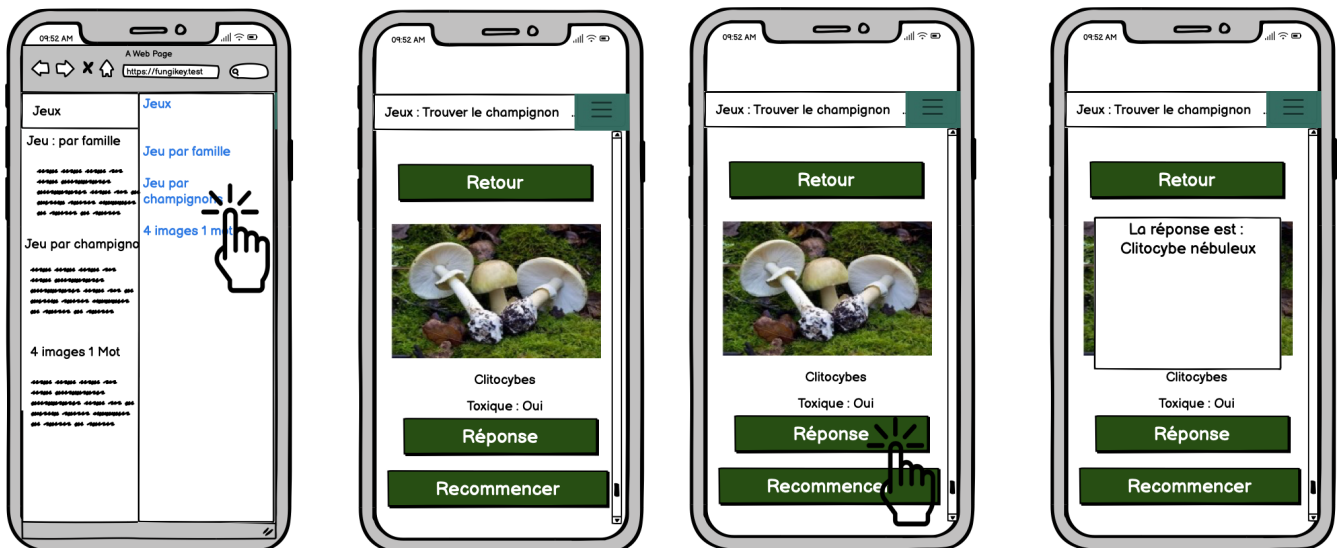 09:52 AM
A Web Page
https://fungikey.test
Jeux
Jeu : par famille
Jeu par champigno
4 images 1 Mot
Jeux
Jeu par famille
Jeu par
champignons
4 images 1 mot
09:52 AM
Jeux : Trouver le champignon ..
Retour
Clitocybes
Toxique : Oui
Réponse
Recommencer
09:52 AM
Jeux : Trouver le champignon ..
Retour
Clitocybes
Toxique : Oui
Réponse
Recommencer
09:52 AM
Jeux : Trouver le champignon ..
Retour
La réponse est :
Clitocybe nébuleux
Clitocybes
Toxique : Oui
Réponse
Recommencer